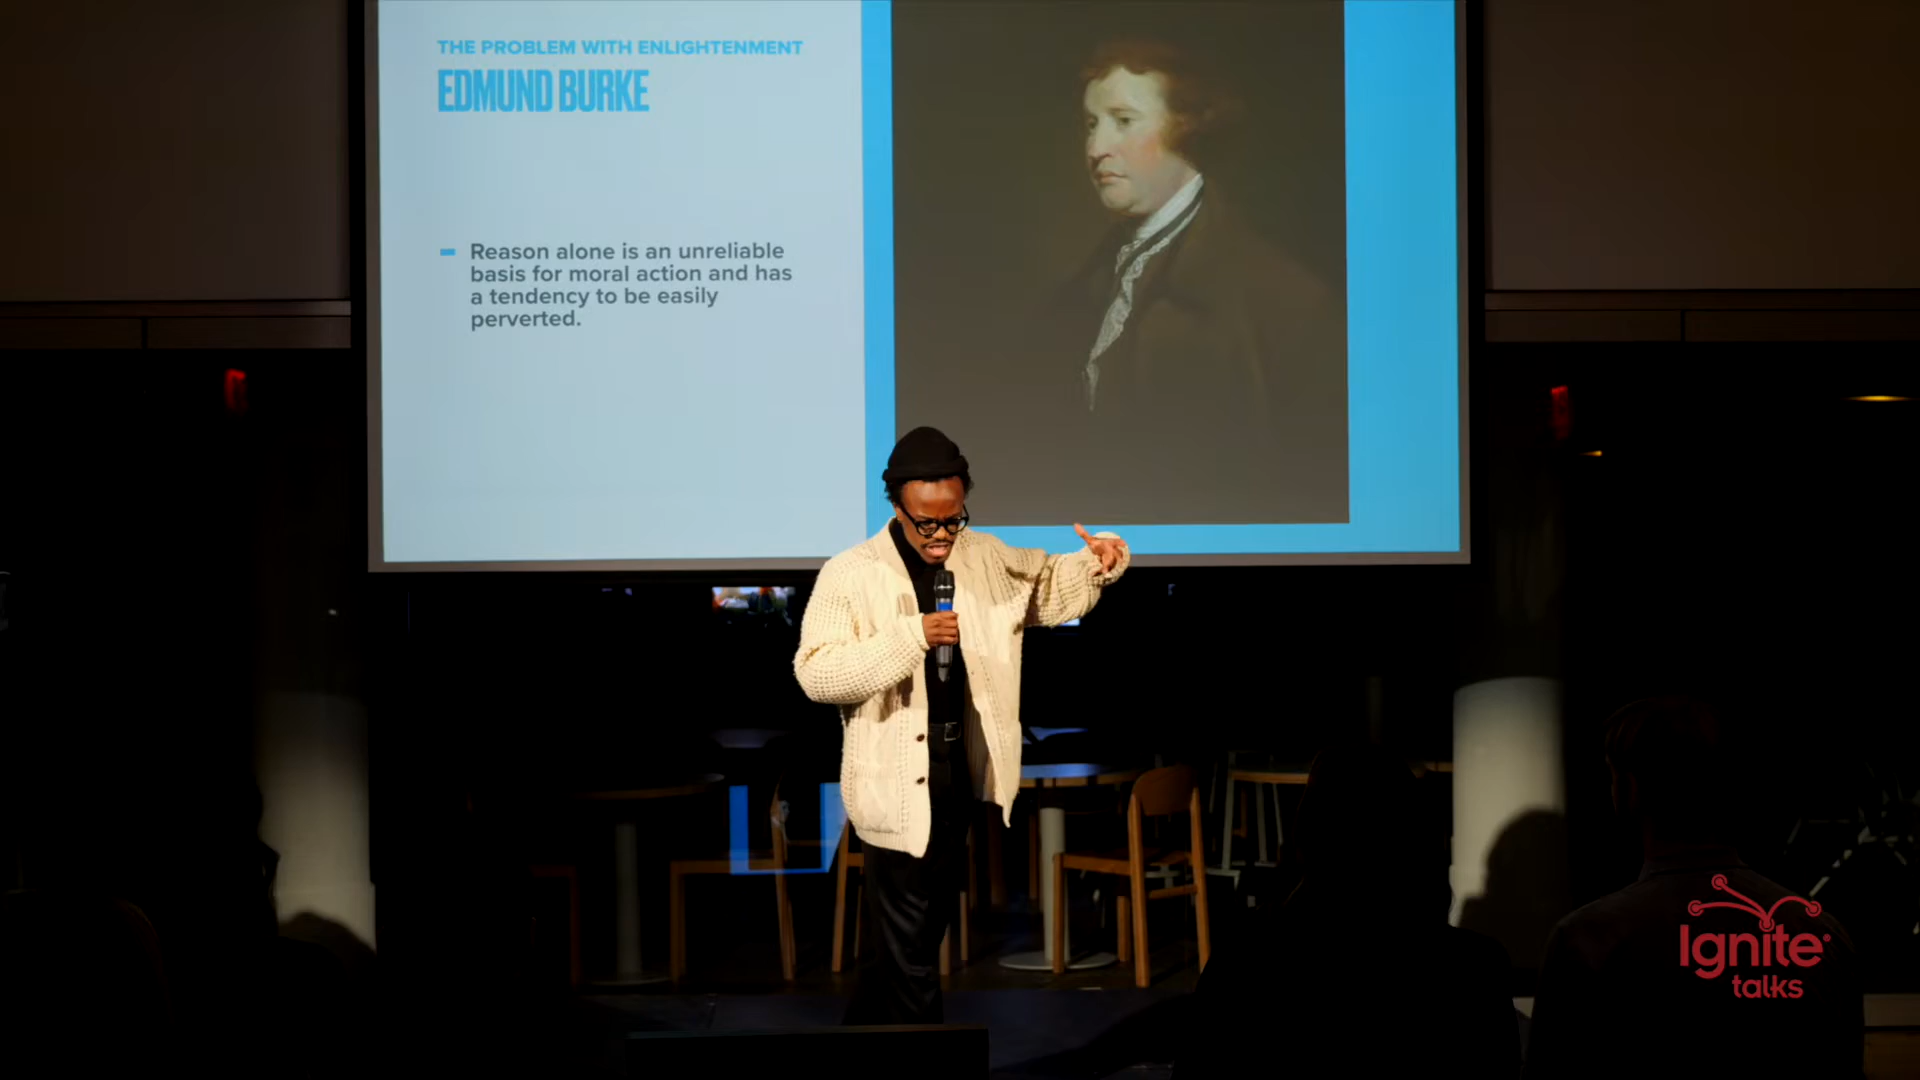 THE PROBLEM WITH ENLIGHTENMENT
EDMUND BURKE
Reason alone is an unreliable
basis for moral action and has
a tendency to be easily
perverted.
Ignite
talks